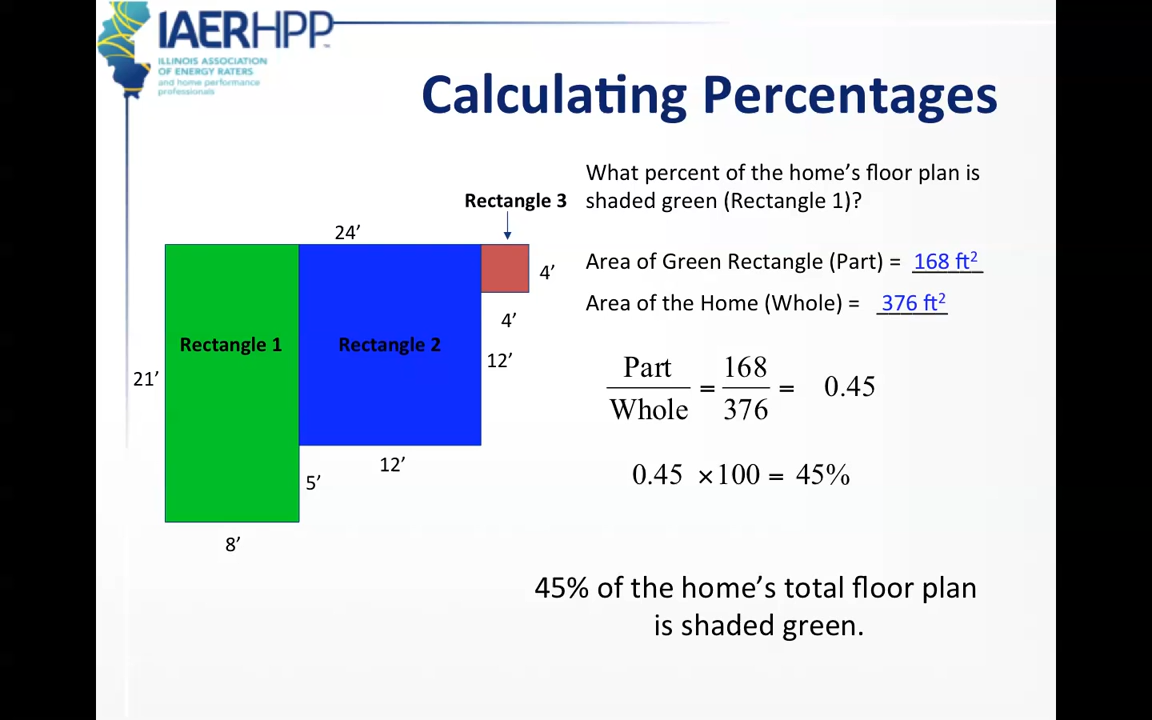 IAERHPP™
ILLINOIS ASSOCIATION
OF ENERGY RATERS
and home performance
professionals
Calculating Percentages
What percent of the home’s floor plan is
shaded green (Rectangle 1)?
Rectangle 3
24’
4’
4’
Rectangle 1
Rectangle 2
12’
21’
12’
5’
8’
Area of Green Rectangle (Part) = 168 ft²
Area of the Home (Whole) = 376 ft²
Part 168
= = 0.45
Whole 376
0.45 ×100 = 45%
45% of the home’s total floor plan
is shaded green.